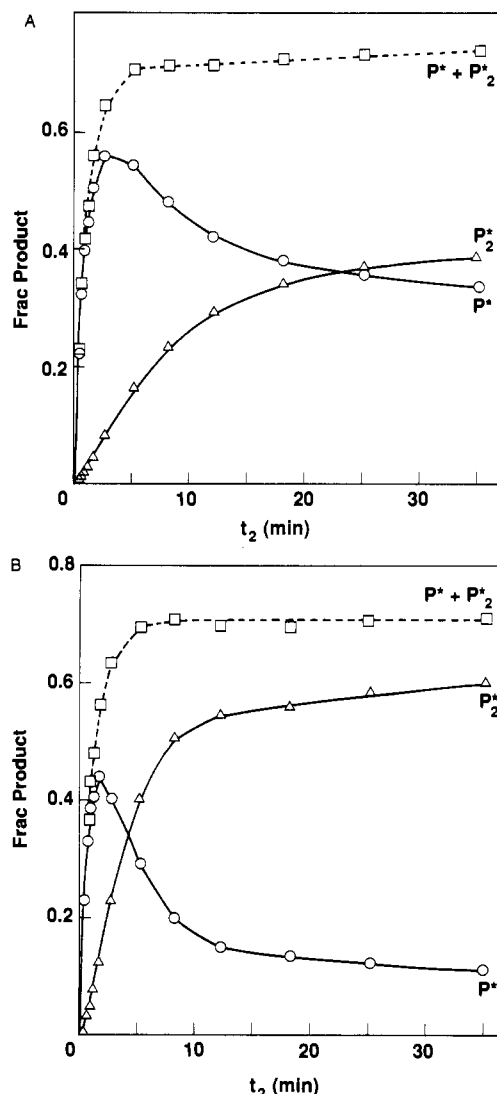 A
P* + P*2
0.6
P*2
0.4
P*
0.2
Frac Product
0
10
20
30
t2 (min)
B
0.8
P* + P*2
0.6
P*2
0.4
0.2
P*
Frac Product
0
10
20
30
t2 (min)